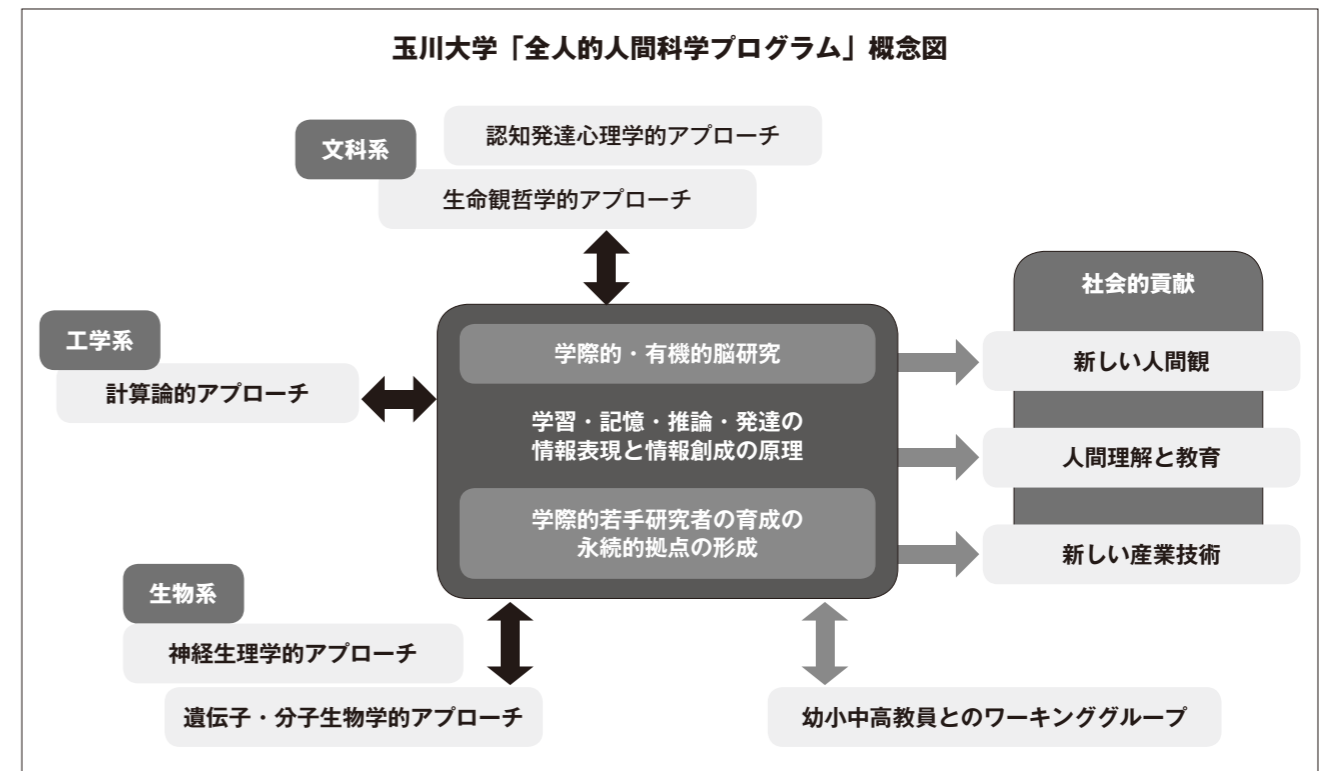 玉川大学「全人的人間科学プログラム」概念図
文科系
認知発達心理学的アプローチ
生命観哲学的アプローチ
工学系
計算論的アプローチ
学際的・有機的脳研究
学習・記憶・推論・発達の
情報表現と情報創成の原理
学際的若手研究者の育成の
永続的拠点の形成
社会的貢献
新しい人間観
人間理解と教育
新しい産業技術
生物系
神経生理学的アプローチ
遺伝子・分子生物学的アプローチ
幼小中高教員とのワーキンググループ